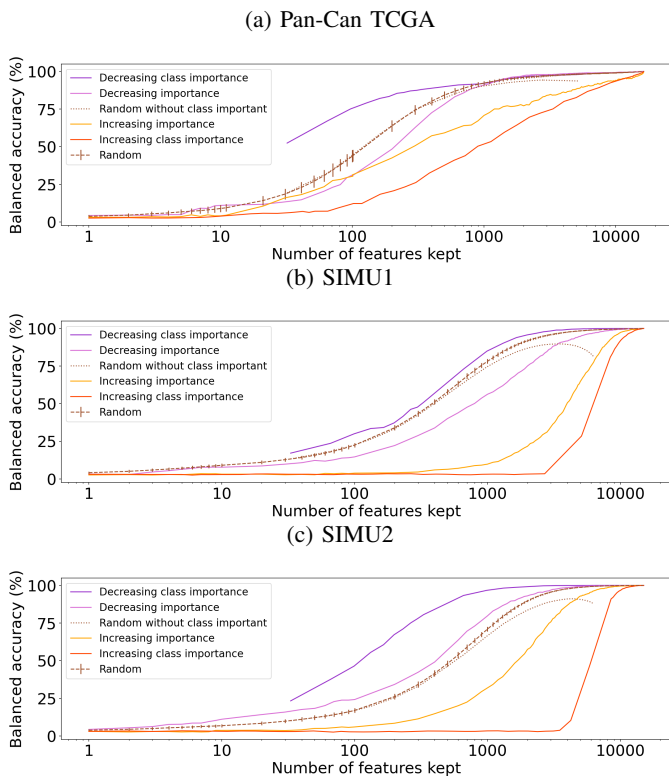 (a) Pan-Can TCGA
Balanced accuracy (%)
100
75
50
25
0
Decreasing class importance
Decreasing importance
Random without class important
Increasing importance
Increasing class importance
Random
1
10
100
1000
10000
Number of features kept
(b) SIMU1
Balanced accuracy (%)
100
75
50
25
0
Decreasing class importance
Decreasing importance
Random without class important
Increasing importance
Increasing class importance
Random
1
10
100
1000
10000
Number of features kept
(c) SIMU2
Balanced accuracy (%)
100
75
50
25
0
Decreasing class importance
Decreasing importance
Random without class important
Increasing importance
Increasing class importance
Random
1
10
100
1000
10000
Number of features kept